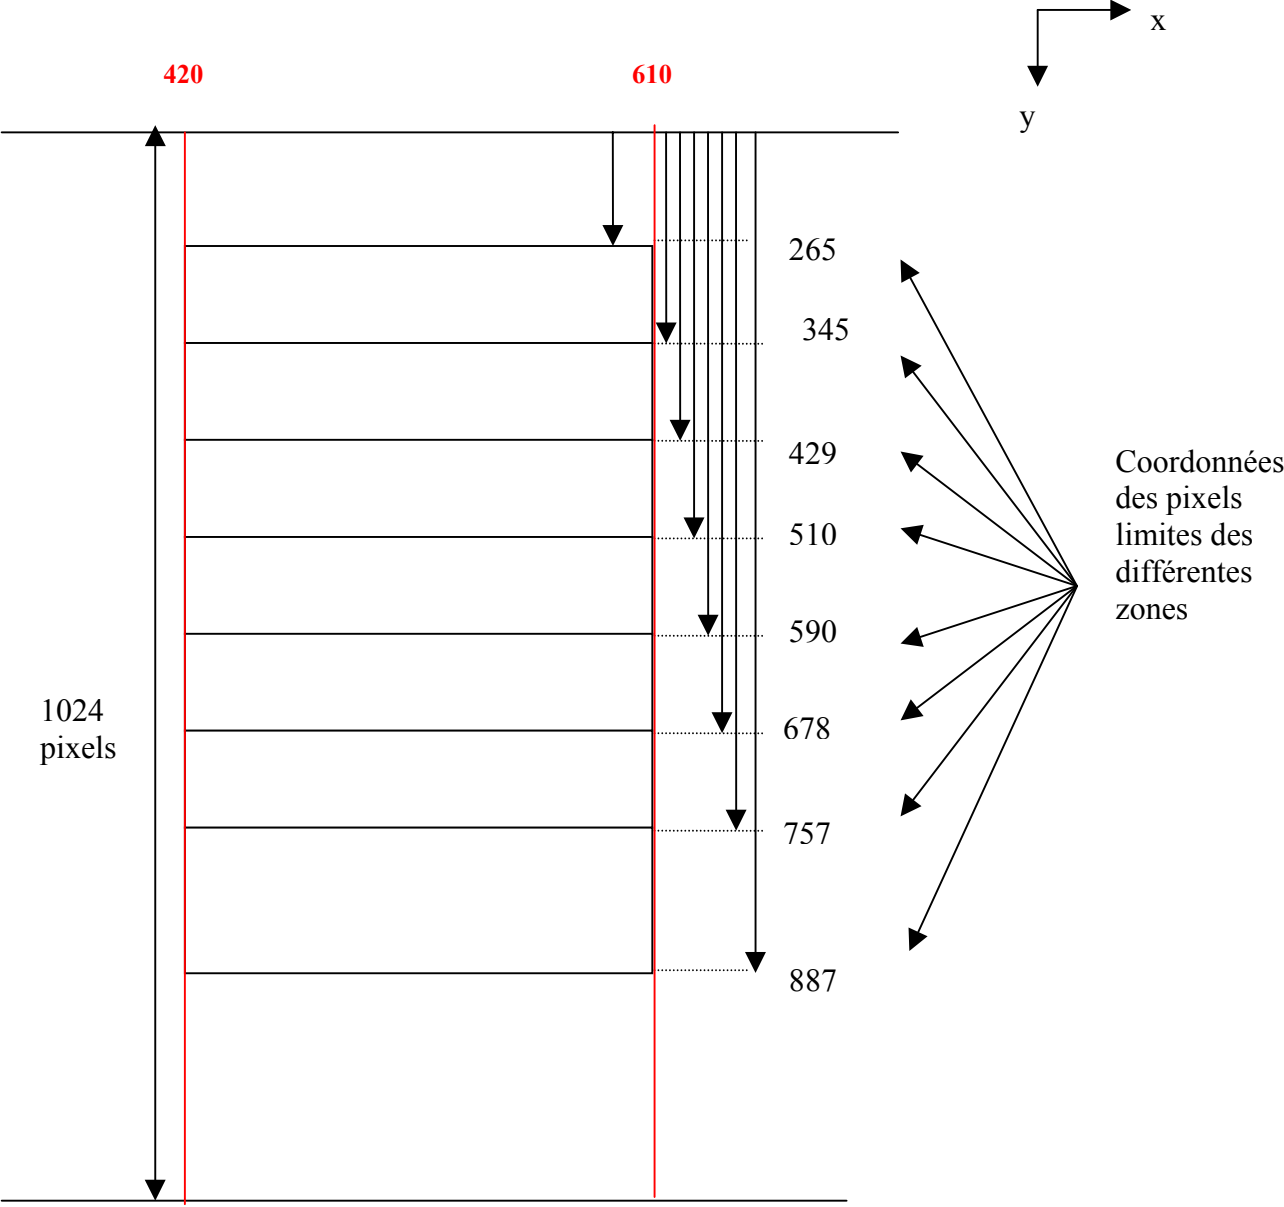 x
y
420
610
265
345
429
510
590
678
757
887
1024
pixels
Coordonnées
des pixels
limites des
différentes
zones